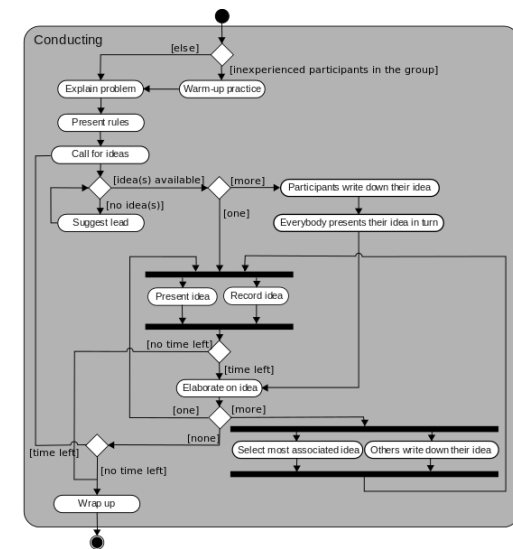 Conducting
[else]
[inexperienced participants in the group]
Explain problem
Warm-up practice
Present rules
Call for ideas
[idea(s) available]
[more]
Participants write down their idea
[no idea(s)]
[one]
Suggest lead
Everybody presents their idea in turn
Present idea
Record idea
[no time left]
[time left]
Elaborate on idea
[one]
[more]
[none]
[time left]
Select most associated idea
Others write down their idea
[no time left]
Wrap up